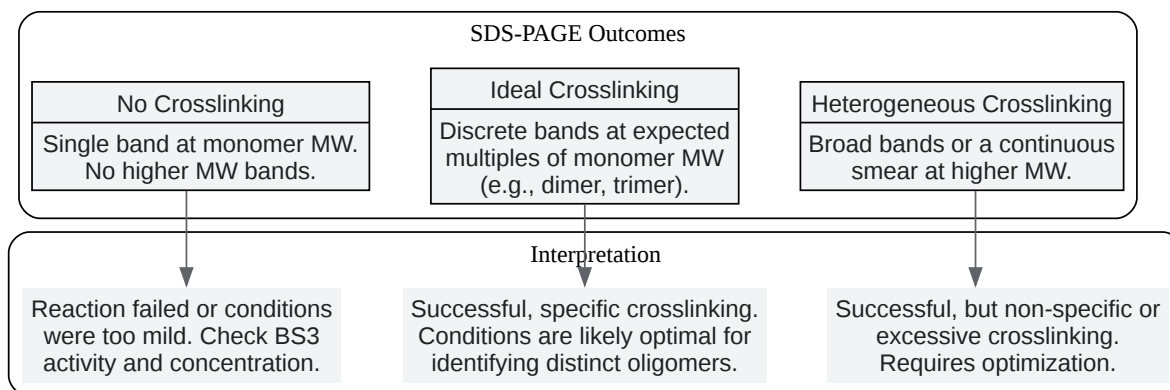 SDS-PAGE Outcomes
No Crosslinking
Single band at monomer MW.
No higher MW bands.
Ideal Crosslinking
Discrete bands at expected
multiples of monomer MW
(e.g., dimer, trimer).
Heterogeneous Crosslinking
Broad bands or a continuous
smear at higher MW.
Interpretation
Reaction failed or conditions
were too mild. Check BS3
activity and concentration.
Successful, specific crosslinking.
Conditions are likely optimal for
identifying distinct oligomers.
Successful, but non-specific or
excessive crosslinking.
Requires optimization.